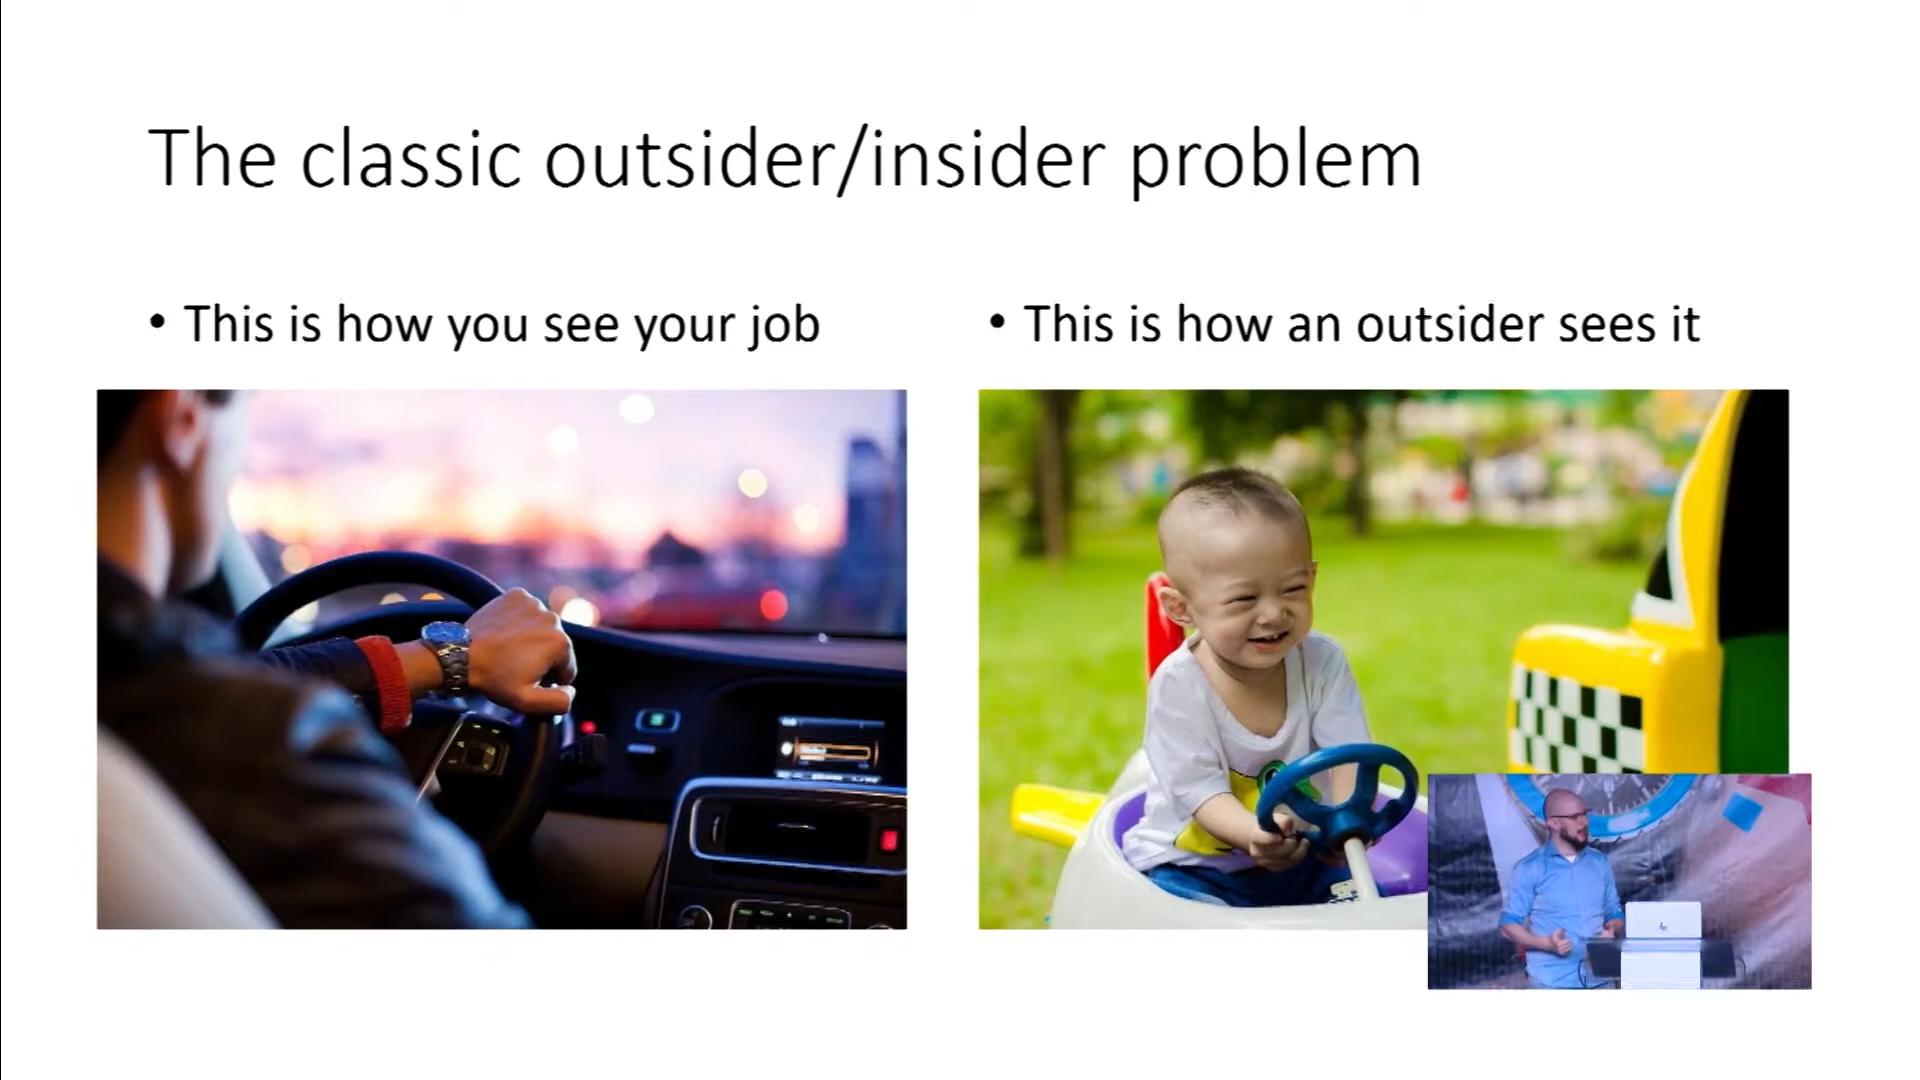 The classic outsider/insider problem
• This is how you see your job
• This is how an outsider sees it
hp